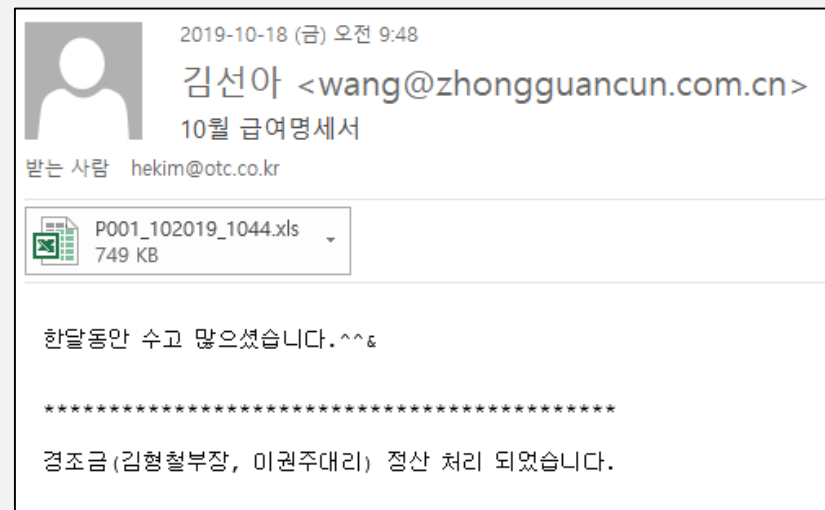 2019-10-18 (금) 오전 9:48
김선아 <wang@zhongguancun.com.cn>
10월 급여명세서
받는 사람 hekim@otc.co.kr
P001_102019_1044.xls
749 KB
한달동안 수고 많으셨습니다.^^&
********************************************
경조금(김형철부장, 이권주대리) 정산 처리 되었습니다.